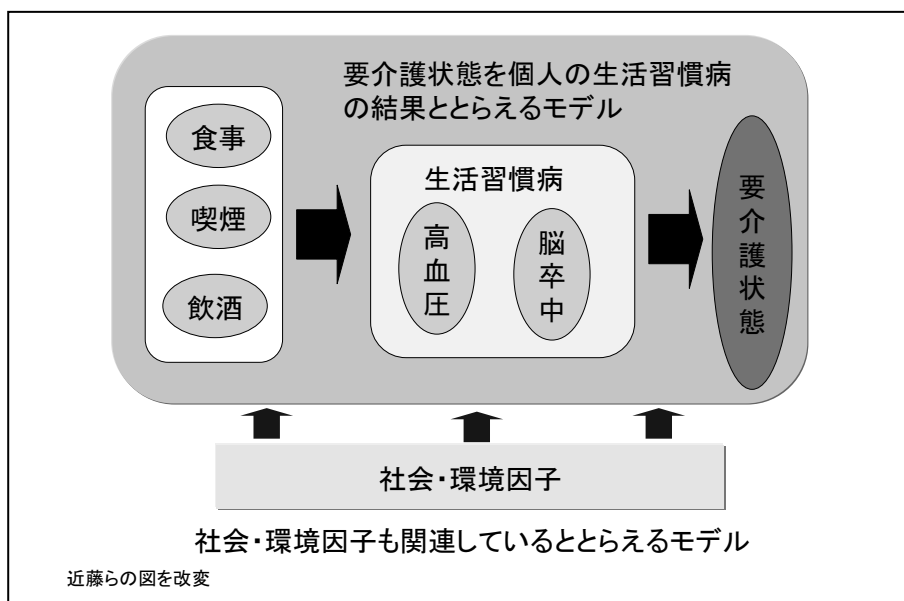 要介護状態を個人の生活習慣病
の結果ととらえるモデル
食事
喫煙
飲酒
生活習慣病
高血圧
脳卒中
要介護状態
社会・環境因子
社会・環境因子も関連しているととらえるモデル
近藤らの図を改変